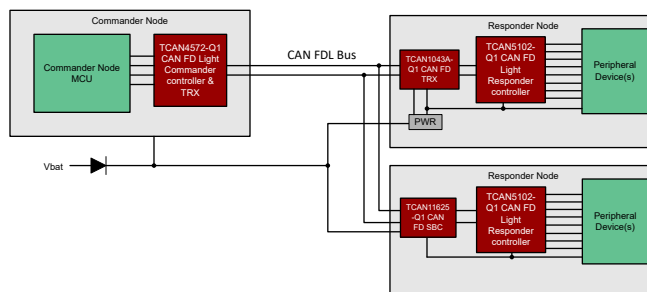 Commander Node
Commander Node
MCU
TCAN4572-Q1
CAN FD Light
Commander
controller &
TRX
CAN FDL Bus
Vbat
Responder Node
TCAN1043A-
Q1 CAN FD
TRX
PWR
TCAN5102-
Q1 CAN FD
Light
Responder
controller
Peripheral
Device(s)
Responder Node
TCAN11625
-Q1 CAN
FD SBC
TCAN5102-
Q1 CAN FD
Light
Responder
controller
Peripheral
Device(s)